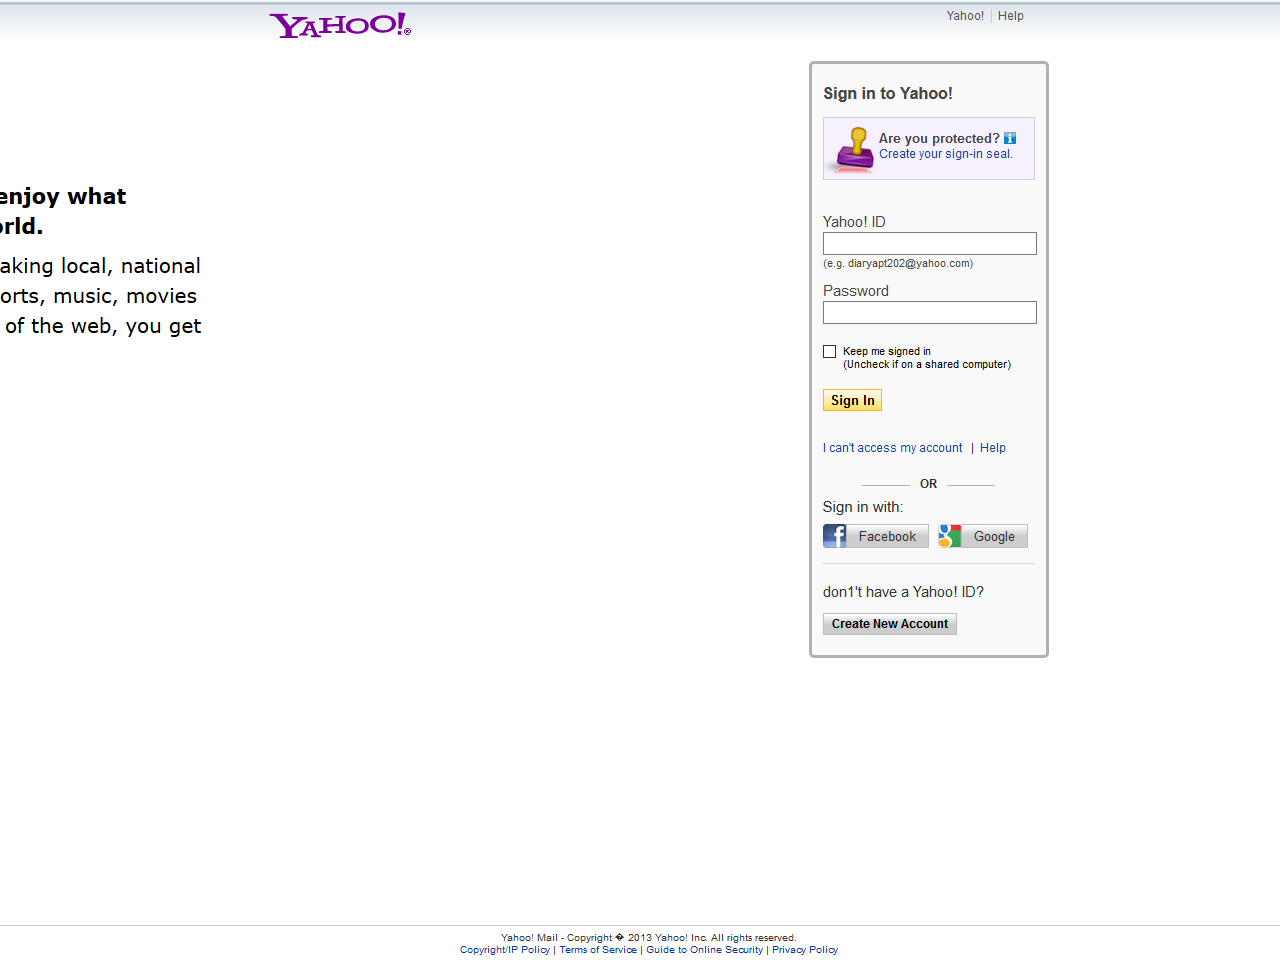 YAHOO!®
Yahoo! Help
Sign in to Yahoo!
Are you protected?
Create your sign-in seal.
enjoy what
orld.
aking local, national
orts, music, movies
of the web, you get
Yahoo! ID
(e.g. diaryapt202@yahoo.com)
Password
Keep me signed in
(Uncheck if on a shared computer)
Sign In
I can't access my account | Help
OR
Sign in with:
Facebook Google
don1't have a Yahoo! ID?
Create New Account
Yahoo! Mail - Copyright � 2013 Yahoo! Inc. All rights reserved.
Copyright/IP Policy | Terms of Service | Guide to Online Security | Privacy Policy